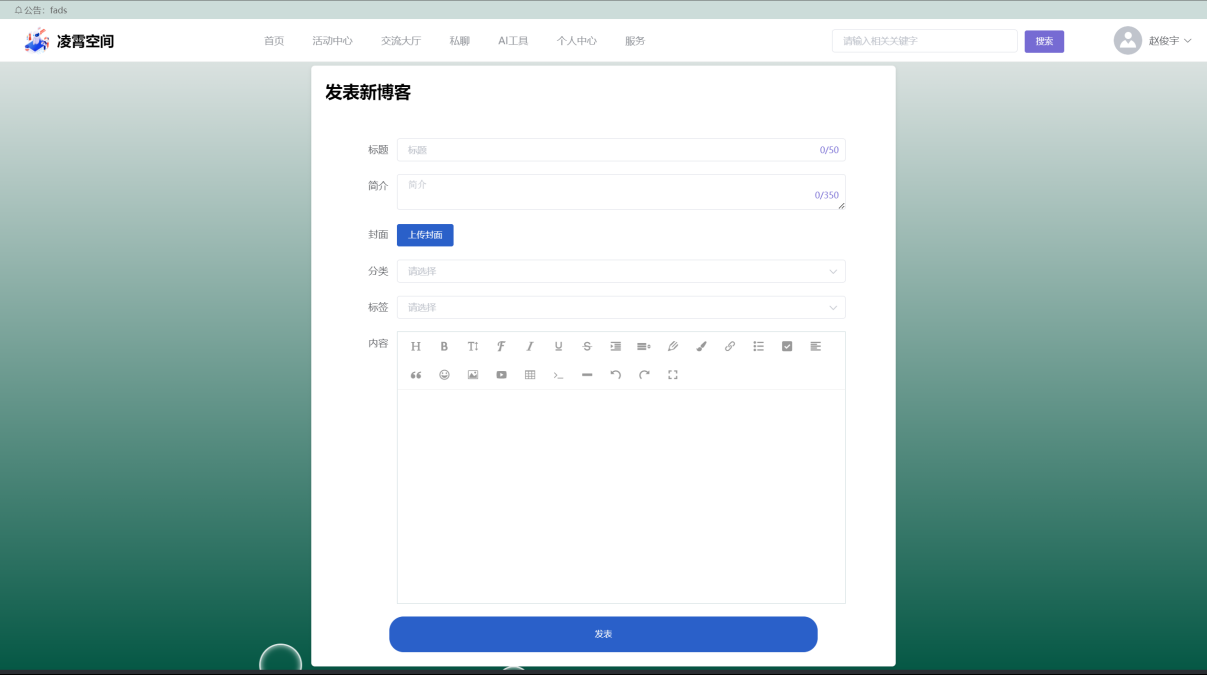 公告：fads
凌霄空间
首页 活动中心 交流大厅 私聊 AI工具 个人中心 服务
请输入相关关键字
搜索
赵俊宇
发表新博客
标题 标题 0/50
简介 简介 0/350
封面 上传封面
分类 请选择
标签 请选择
内容
发表